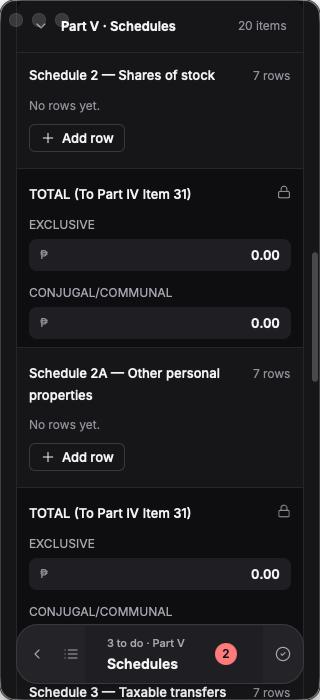 Part V · Schedules
20 items
Schedule 2 — Shares of stock
7 rows
No rows yet.
+ Add row
TOTAL (To Part IV Item 31)
EXCLUSIVE
₱
0.00
CONJUGAL/COMMUNAL
₱
0.00
Schedule 2A — Other personal
properties
7 rows
No rows yet.
+ Add row
TOTAL (To Part IV Item 31)
EXCLUSIVE
₱
0.00
CONJUGAL/COMMUNAL
3 to do · Part V
Schedules
2
Schedule 3 — Taxable transfers
7 rows